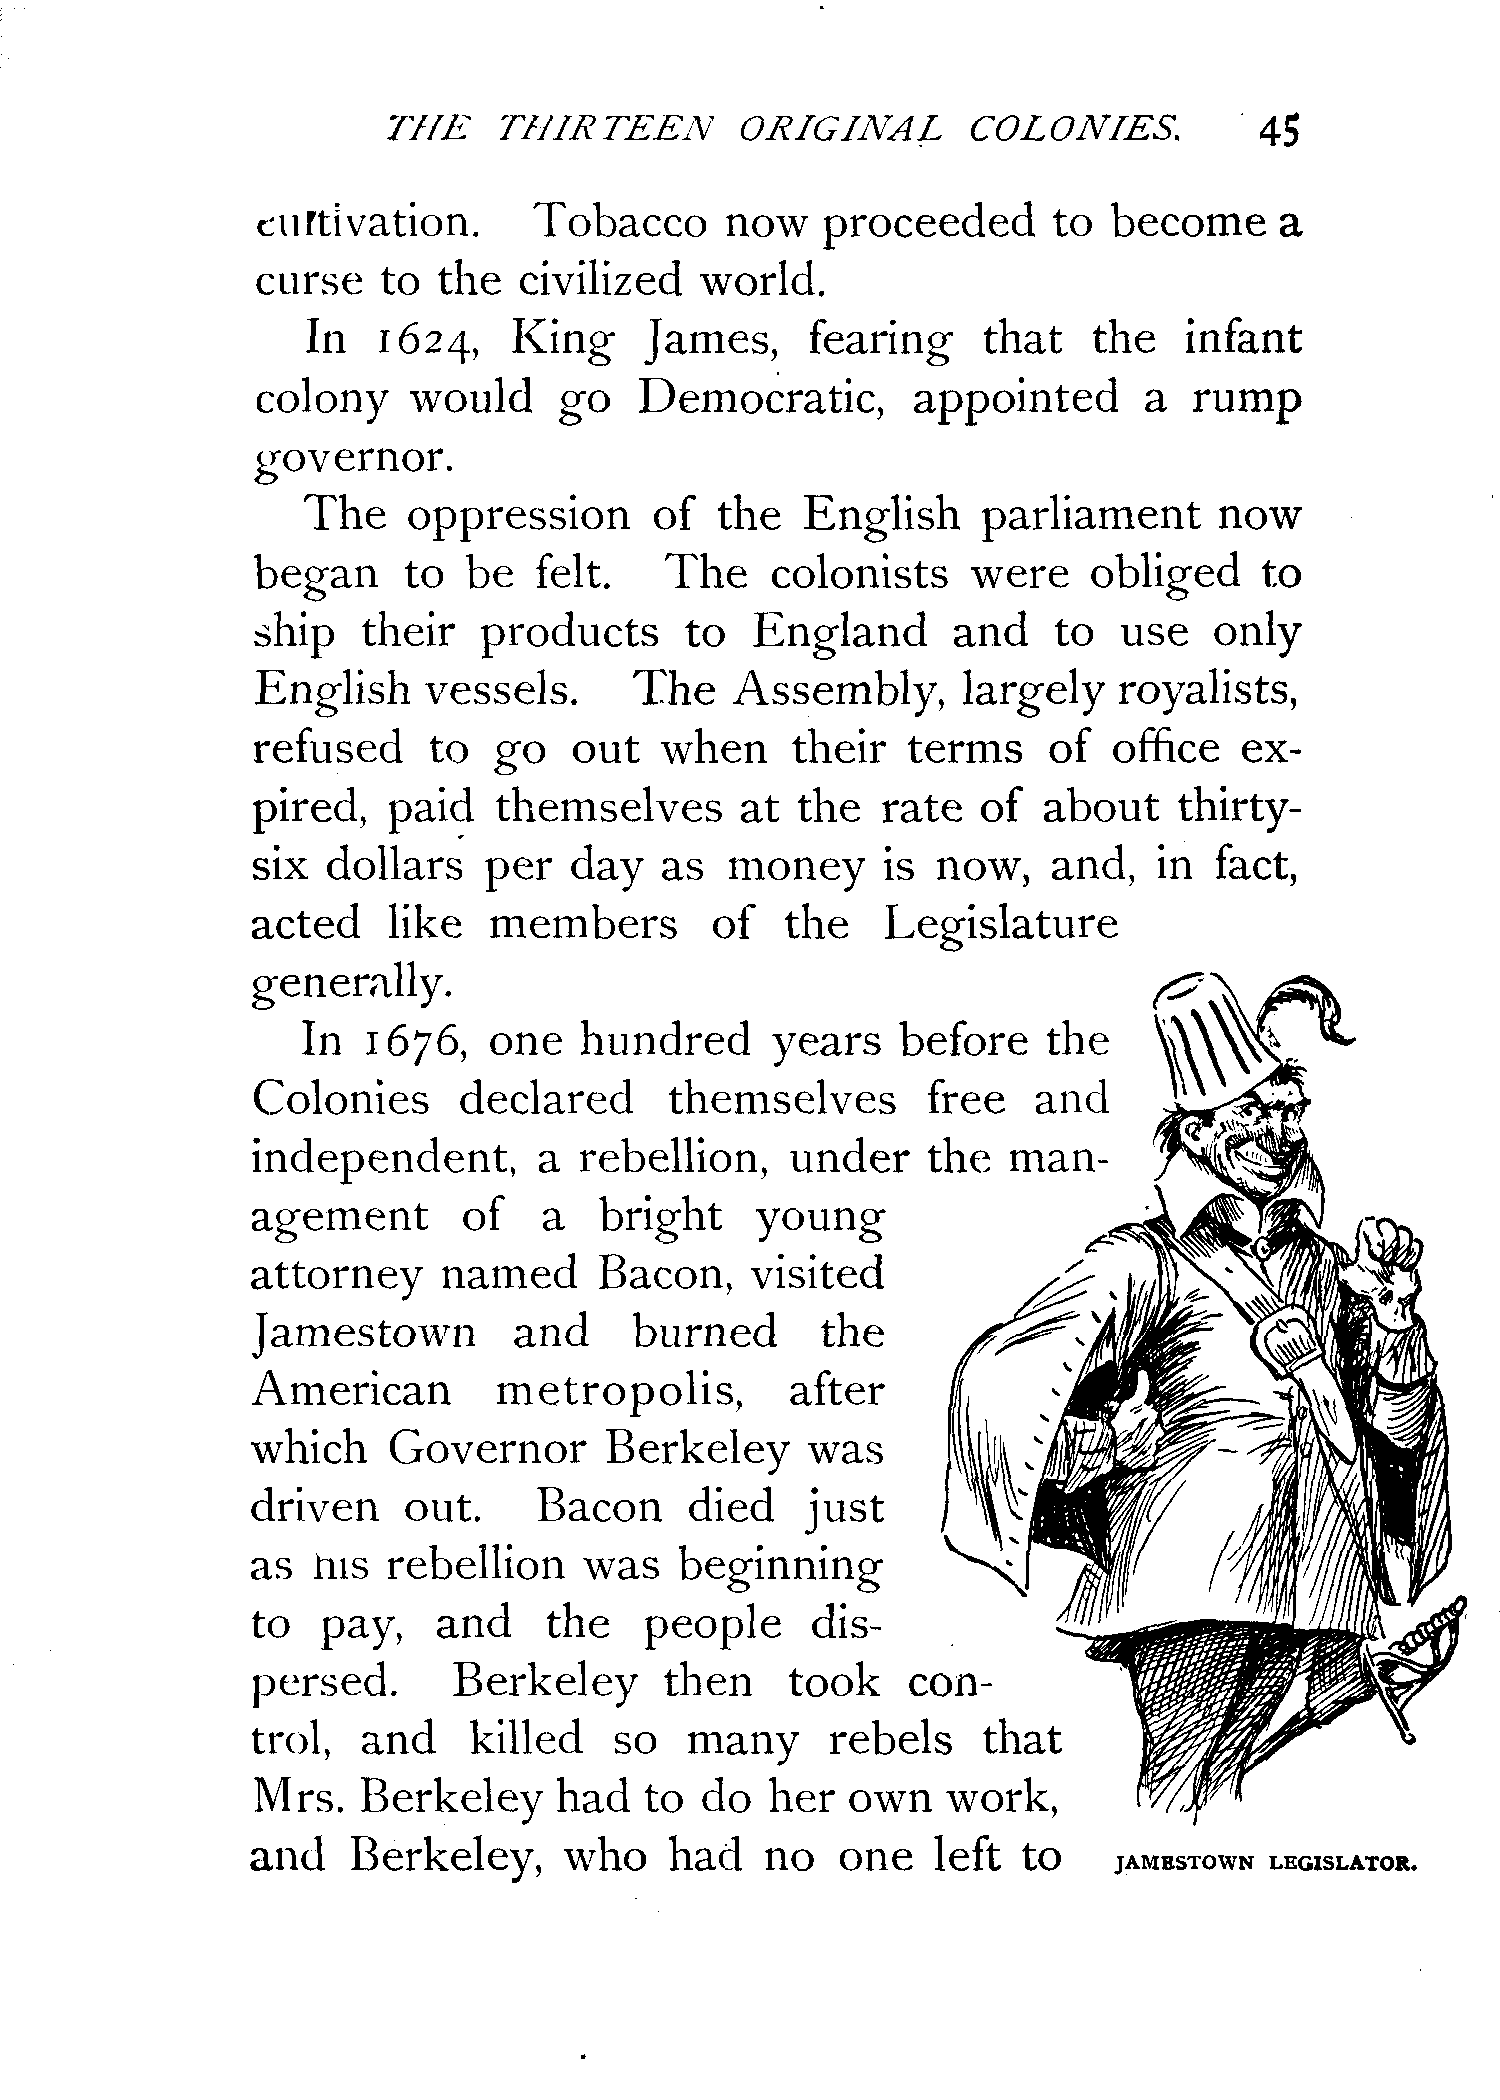 THE THIRTEEN ORIGINAL COLONIES. 45
cultivation. Tobacco now proceeded to become a
curse to the civilized world.
In 1624, King James, fearing that the infant
colony would go Democratic, appointed a rump
governor.
The oppression of the English parliament now
began to be felt. The colonists were obliged to
ship their products to England and to use only
English vessels. The Assembly, largely royalists,
refused to go out when their terms of office ex-
pired, paid themselves at the rate of about thirty-
six dollars per day as money is now, and, in fact,
acted like members of the Legislature
generally.
In 1676, one hundred years before the
Colonies declared themselves free and
independent, a rebellion, under the man-
agement of a bright young
attorney named Bacon, visited
Jamestown and burned the
American metropolis, after
which Governor Berkeley was
driven out. Bacon died just
as his rebellion was beginning
to pay, and the people dis-
persed. Berkeley then took con-
trol, and killed so many rebels that
Mrs. Berkeley had to do her own work,
and Berkeley, who had no one left to
JAMESTOWN LEGISLATOR.